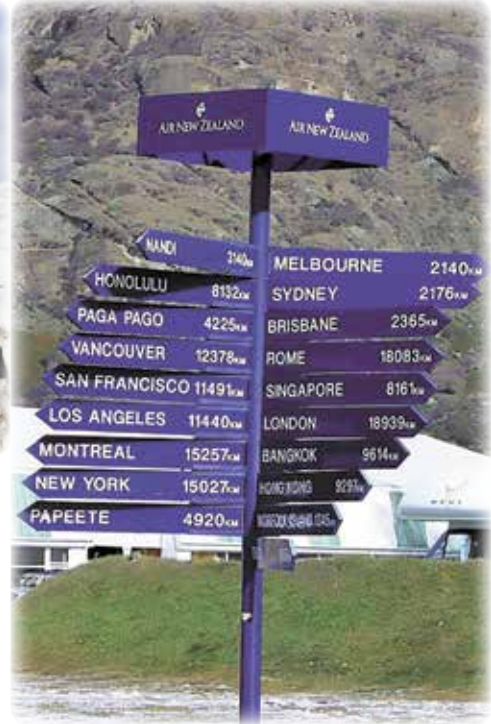 AIR NEW ZEALAND
AIR NEW ZEALAND
NANDI 3140KM
HONOLULU 8132KM
PAGA PAGO 4225KM
VANCOUVER 12378KM
SAN FRANCISCO 11491KM
LOS ANGELES 11440KM
MONTREAL 15257KM
NEW YORK 15027KM
PAPEETE 4920KM
MELBOURNE 2140KM
SYDNEY 2176KM
BRISBANE 2365KM
ROME 18083KM
SINGAPORE 8161KM
LONDON 18939KM
BANGKOK 9614KM
HONG KONG 9297KM